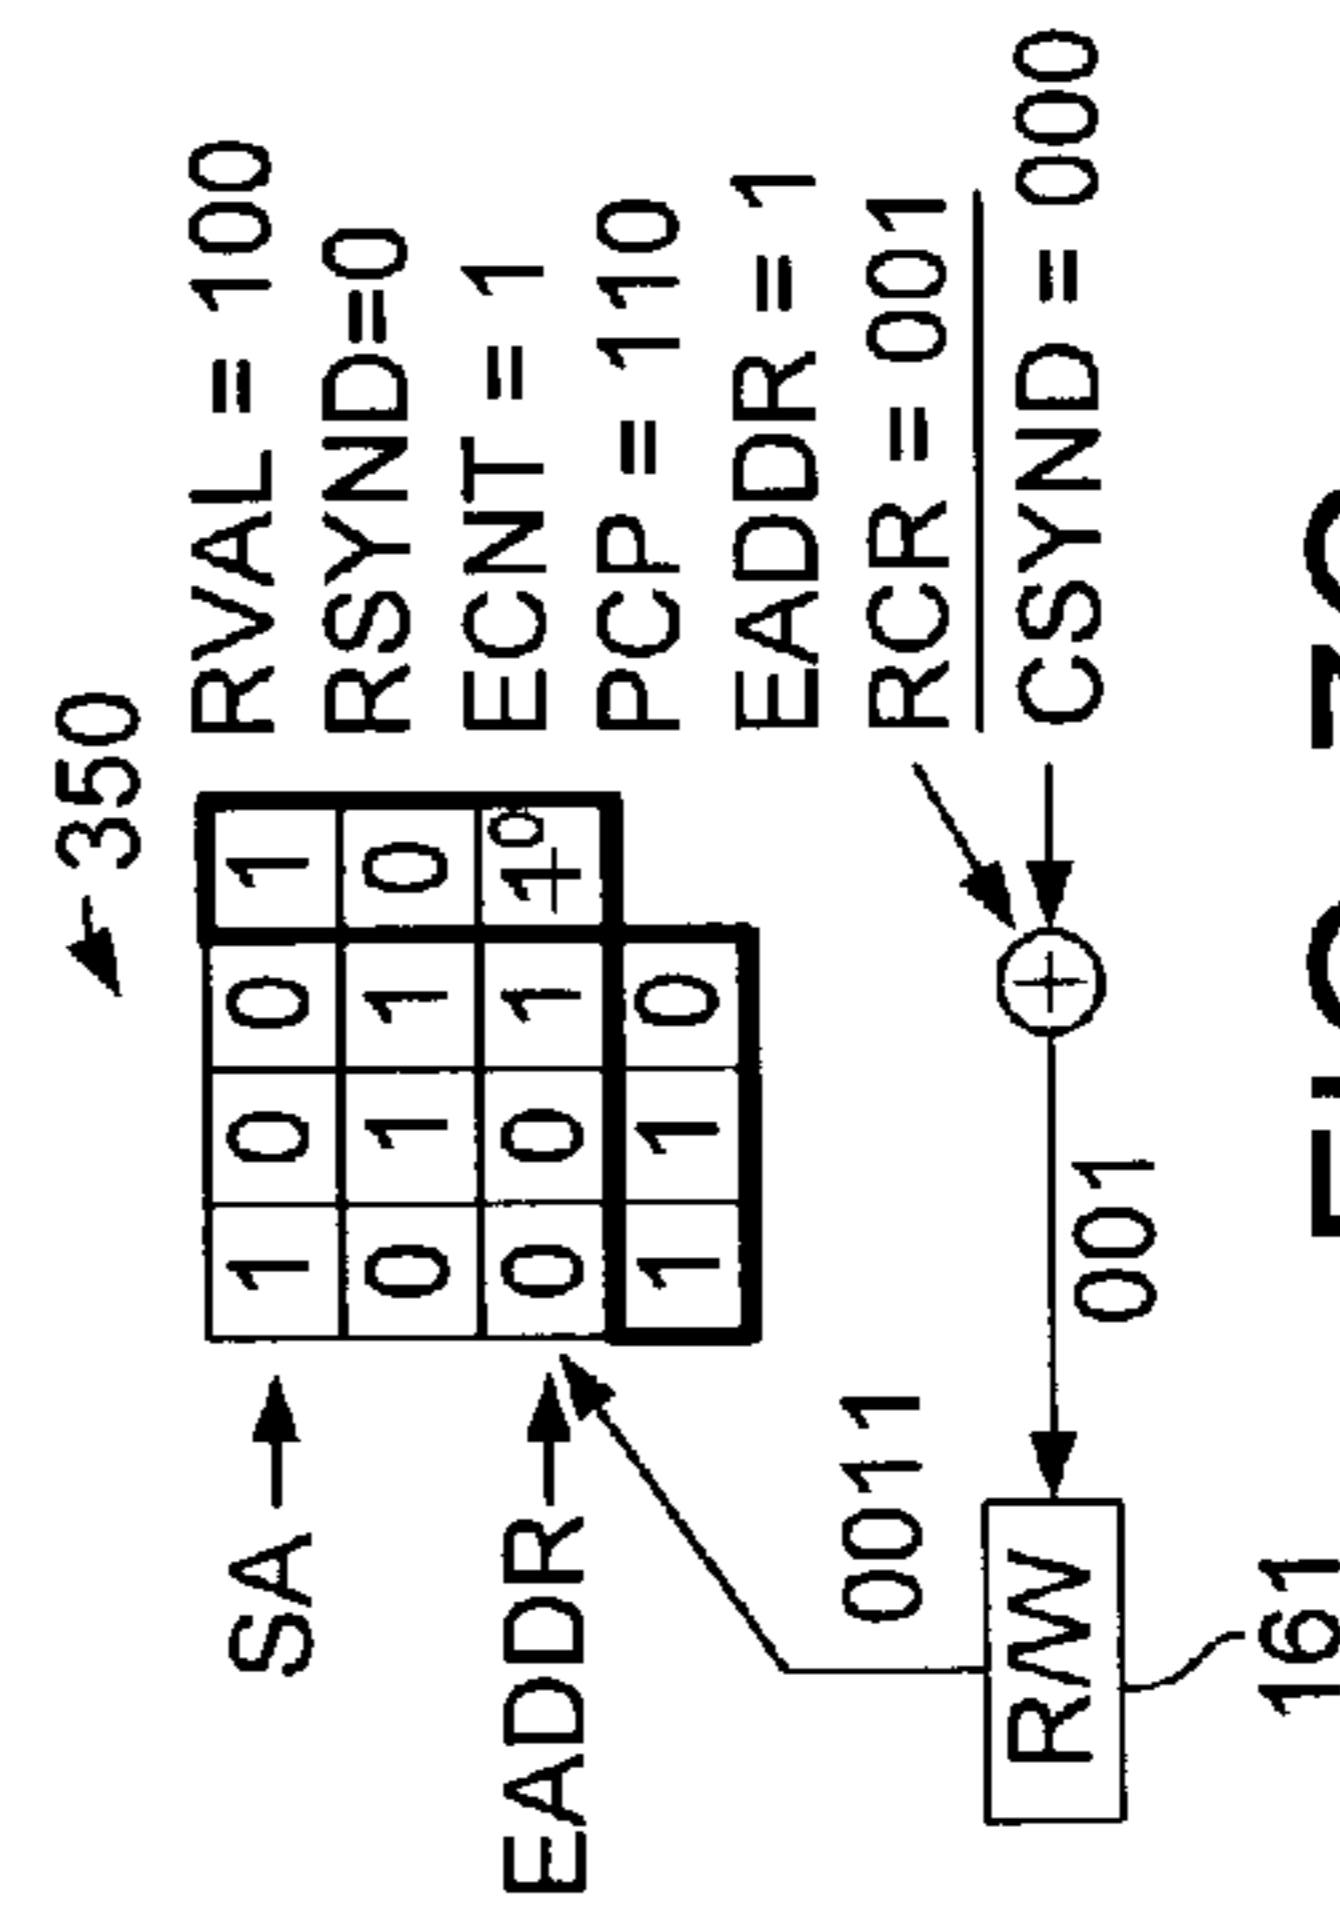 350
SA 1 0 0 1 RVAL = 100
0 1 1 0 RSYND=0
EADDR 0 0 1 1 0 ECNT = 1
1 1 0 PCP = 110
EADDR = 1
0011 RCR = 001
R/W + CSYND = 000
001
161